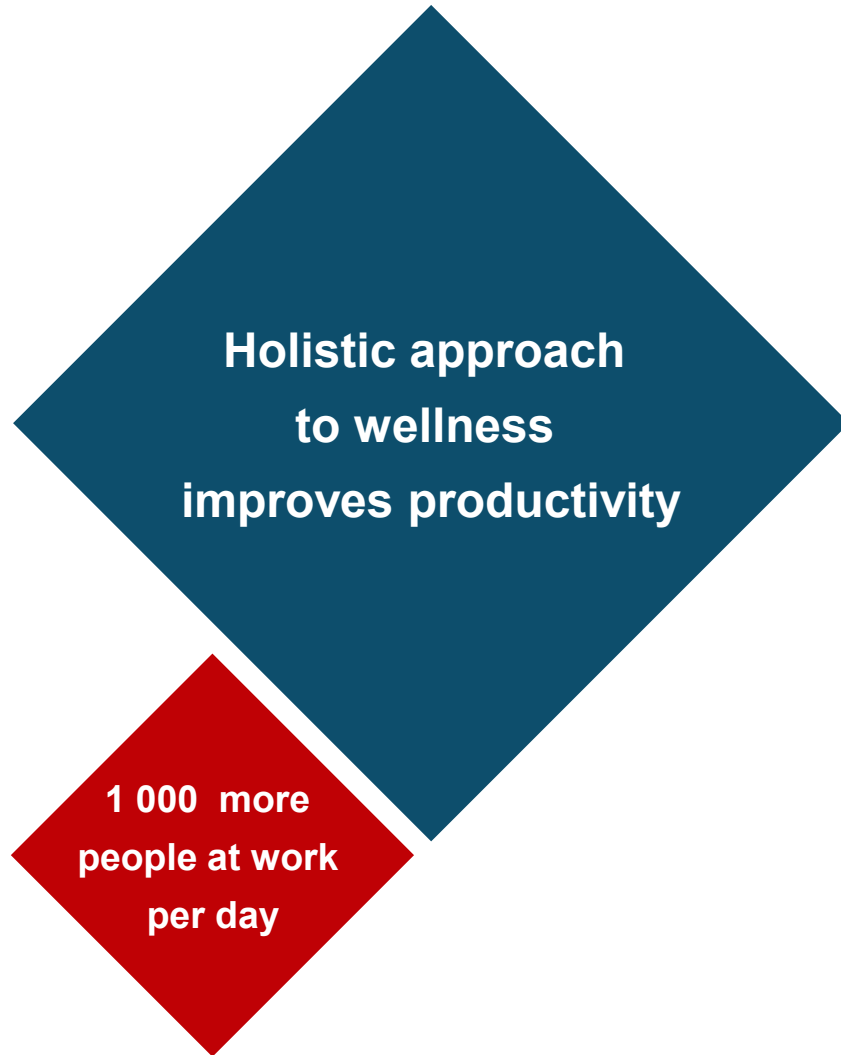 Holistic approach
to wellness
improves productivity
1 000  more
people at work
per day